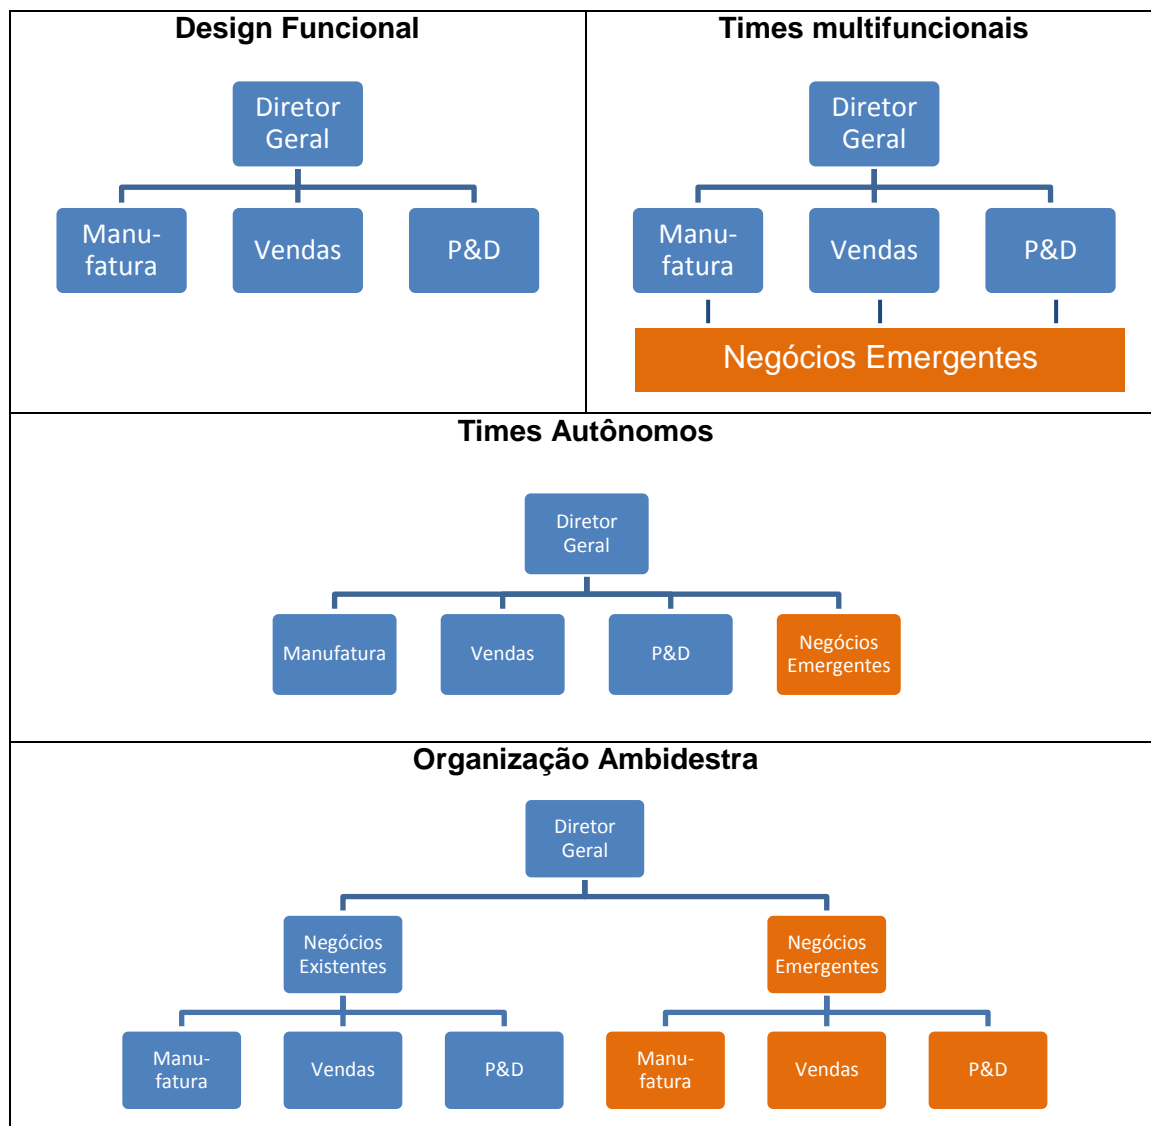 Design Funcional
Diretor
Geral
Manu-
fatura
Vendas
P&D
Times multifuncionais
Diretor
Geral
Manu-
fatura
Vendas
P&D
Negócios Emergentes
Times Autônomos
Diretor
Geral
Manufatura
Vendas
P&D
Negócios
Emergentes
Organização Ambidestra
Diretor
Geral
Negócios
Existentes
Negócios
Emergentes
Manu-
fatura
Vendas
P&D
Manu-
fatura
Vendas
P&D